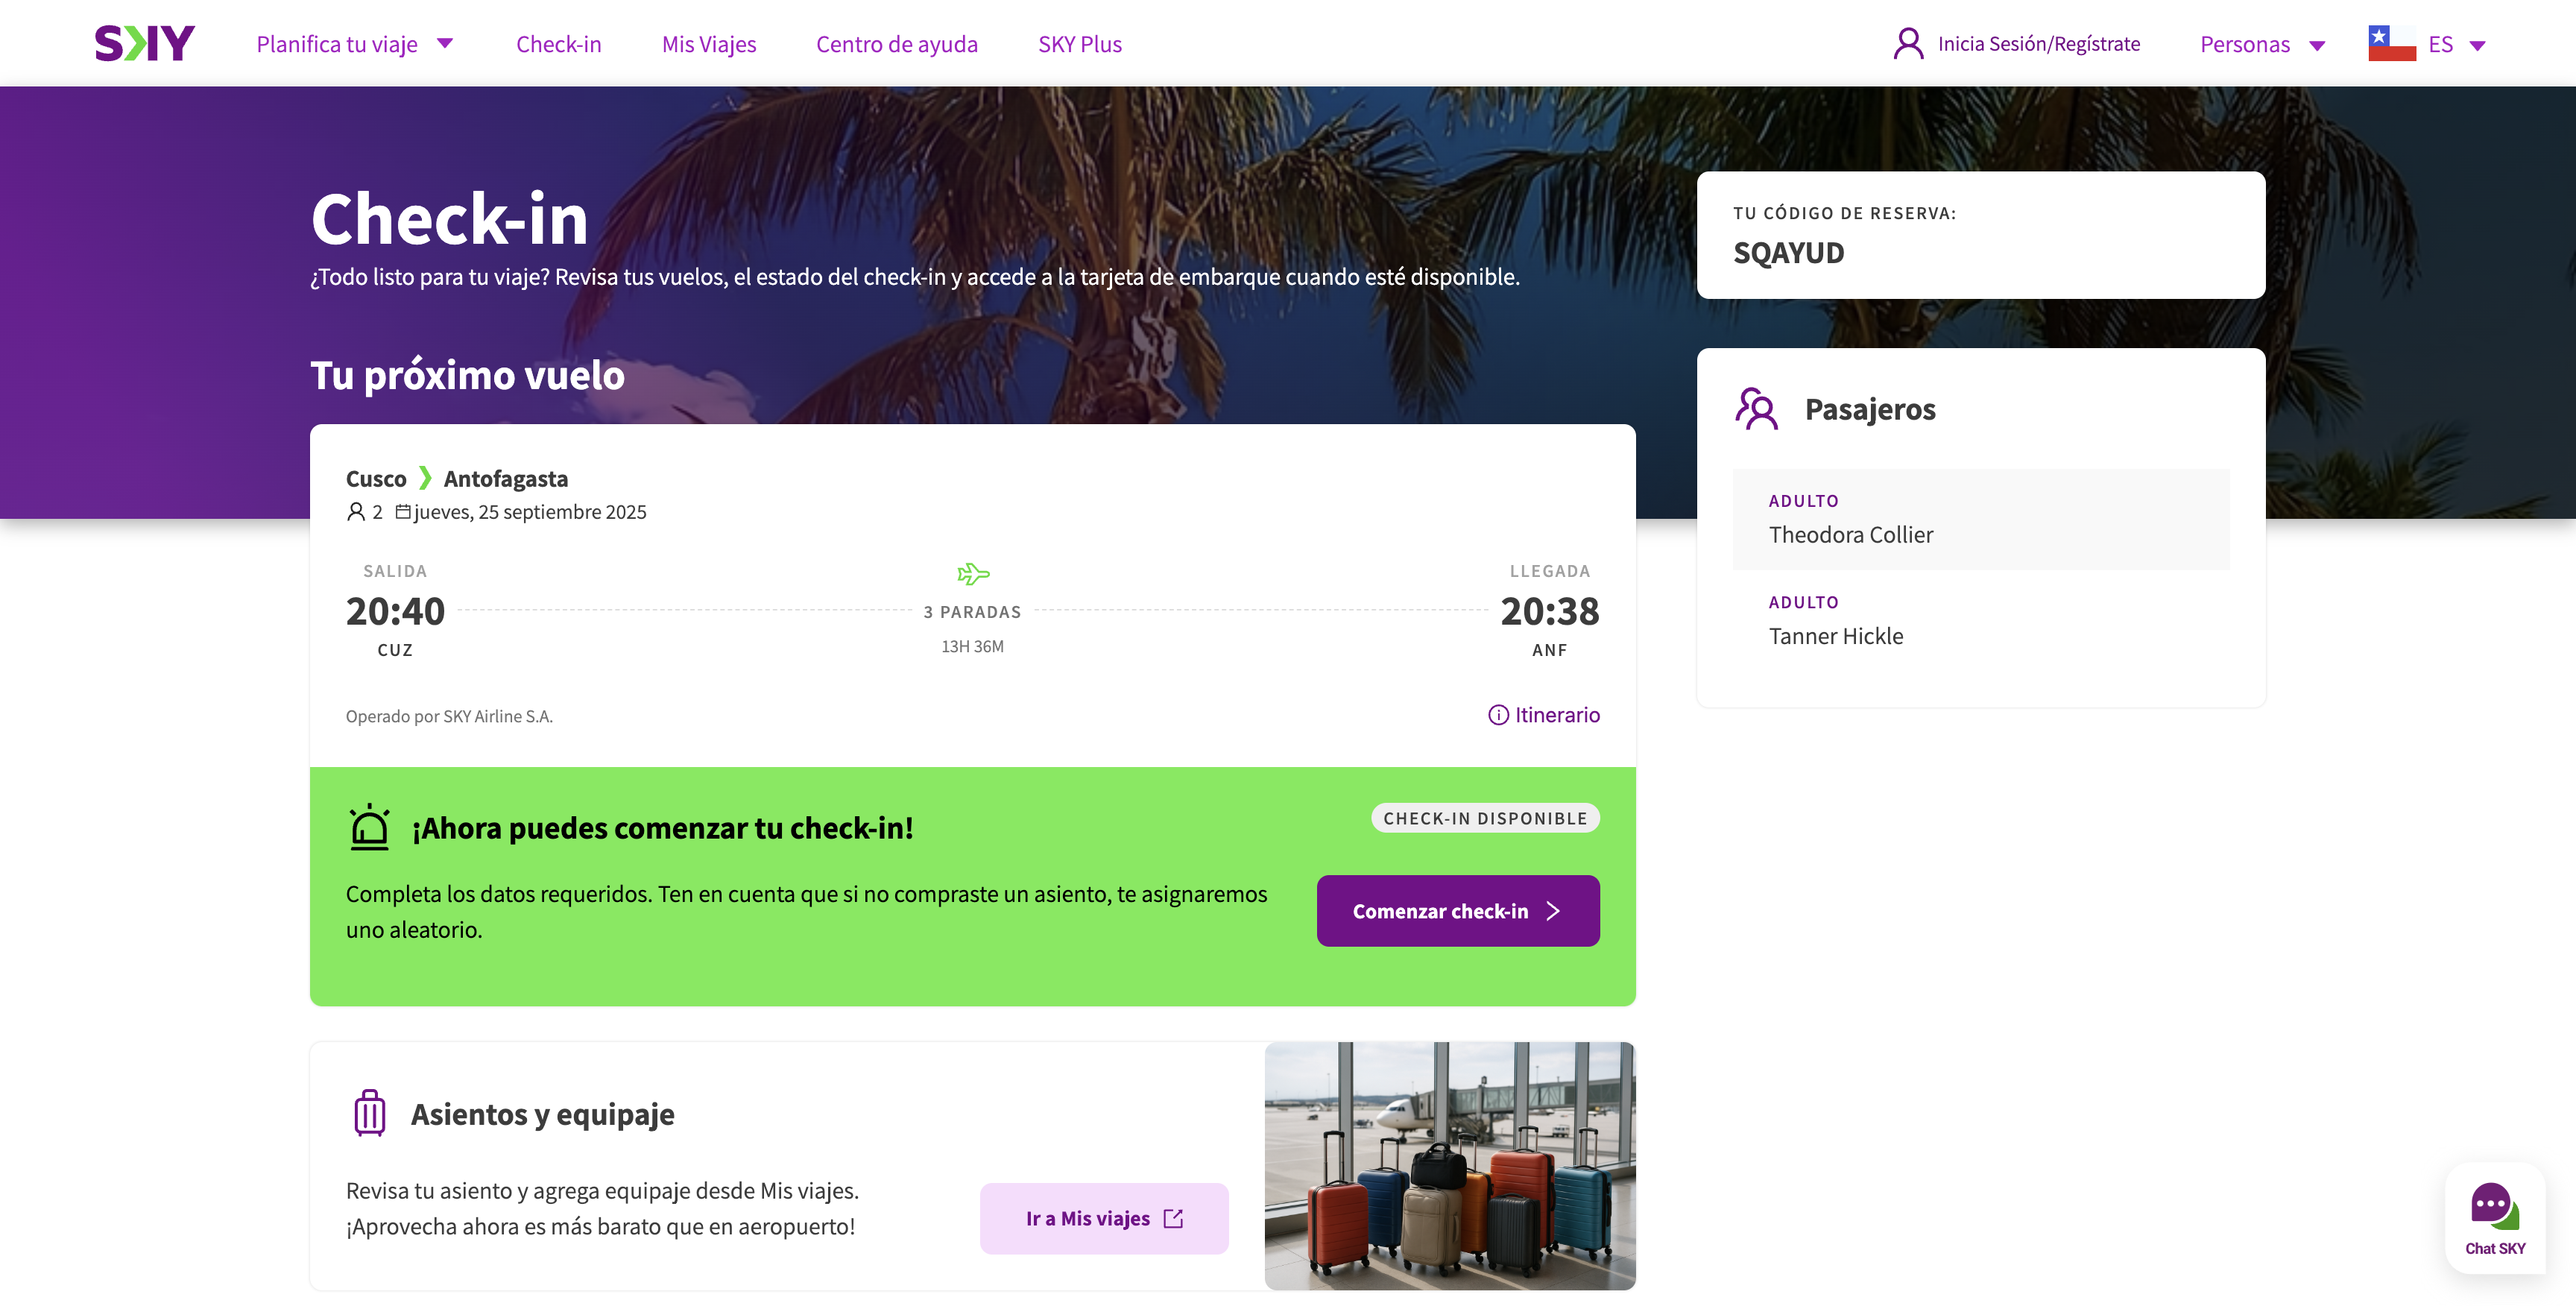 SKY
Planifica tu viaje
Check-in
Mis Viajes
Centro de ayuda
SKY Plus
Inicia Sesión/Regístrate
Personas
ES
Check-in
¿Todo listo para tu viaje? Revisa tus vuelos, el estado del check-in y accede a la tarjeta de embarque cuando esté disponible.
Tu próximo vuelo
Cusco Antofagasta
2 jueves, 25 septiembre 2025
SALIDA
20:40
CUZ
3 PARADAS
13H 36M
LLEGADA
20:38
ANF
Operado por SKY Airline S.A.
Itinerario
¡Ahora puedes comenzar tu check-in!
CHECK-IN DISPONIBLE
Completa los datos requeridos. Ten en cuenta que si no compraste un asiento, te asignaremos
uno aleatorio.
Comenzar check-in
Asientos y equipaje
Revisa tu asiento y agrega equipaje desde Mis viajes.
¡Aprovecha ahora es más barato que en aeropuerto!
Ir a Mis viajes
TU CÓDIGO DE RESERVA:
SQAYUD
Pasajeros
ADULTO
Theodora Collier
ADULTO
Tanner Hickle
Chat SKY